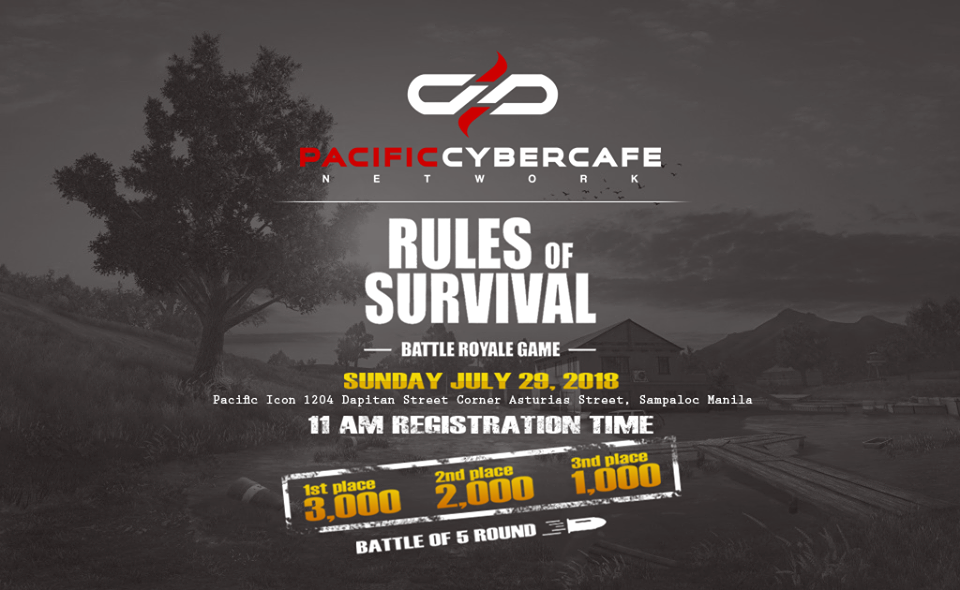 PACIFICCYBERCAFE
NETWORK
RULES OF
SURVIVAL
BATTLE ROYALE GAME
SUNDAY JULY 29, 2018
Pacific Icon 1204 Dapitan Street Corner Asturias Street, Sampaloc Manila
11 AM REGISTRATION TIME
1st place 2nd place 3nd place
3,000 2,000 1,000
BATTLE OF 5 ROUND